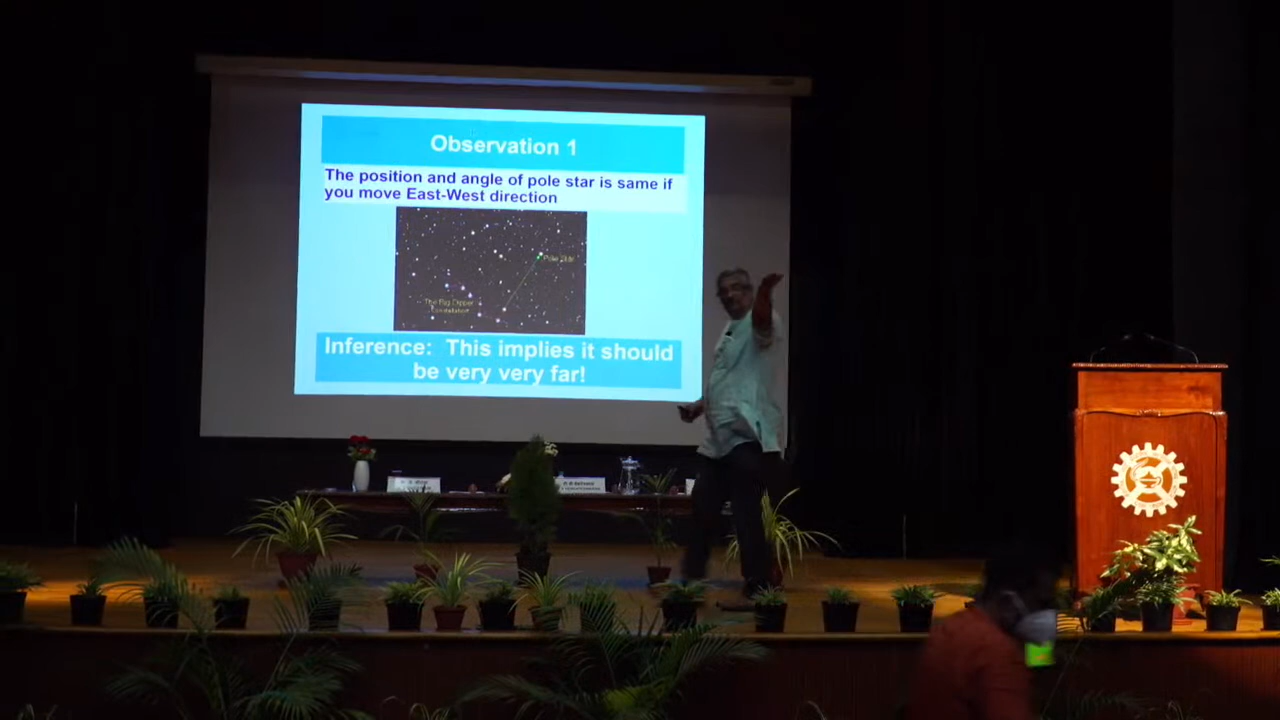 Observation 1
The position and angle of pole star is same if
you move East-West direction
Pole Star
The Big Dipper
Constellation
Inference: This implies it should
be very very far!